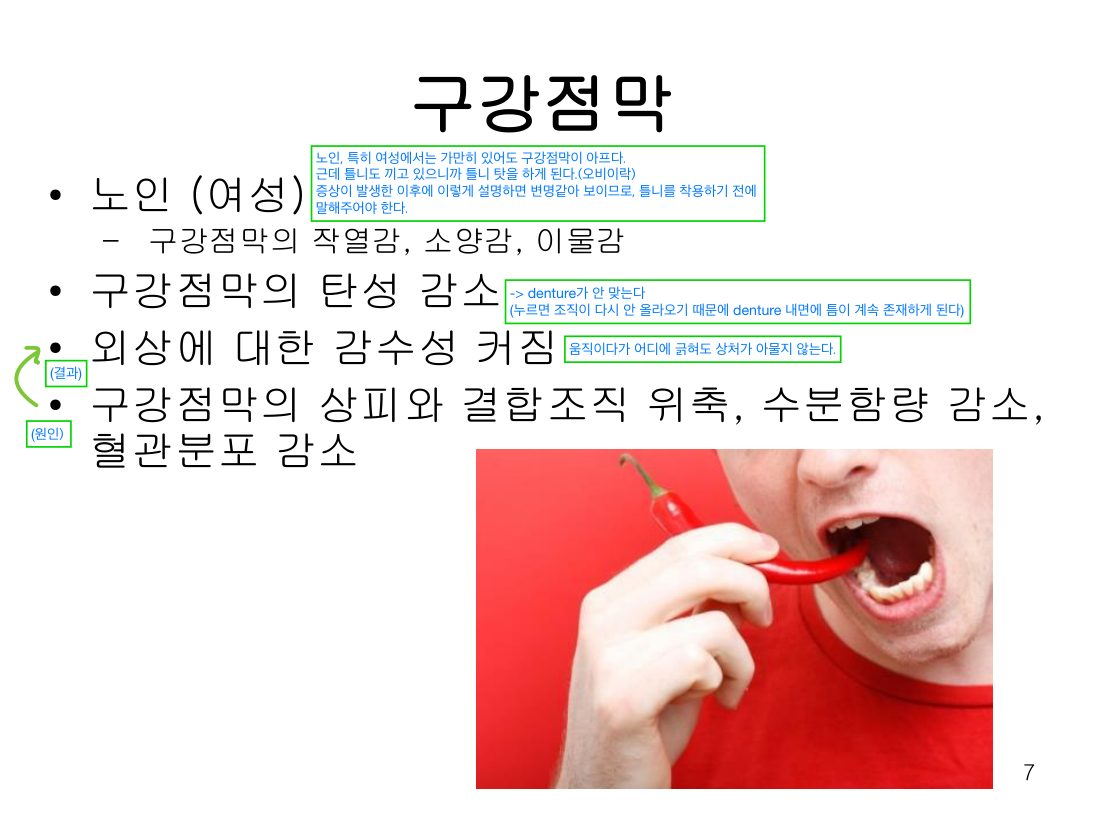 구강점막
• 노인 (여성)
노인, 특히 여성에서는 가만히 있어도 구강점막이 아프다.
근데 틀니도 끼고 있으니까 틀니 탓을 하게 된다.(오비이락)
증상이 발생한 이후에 이렇게 설명하면 변명같아 보이므로, 틀니를 착용하기 전에
말해주어야 한다.
– 구강점막의 작열감, 소양감, 이물감
• 구강점막의 탄성 감소
-> denture가 안 맞는다
(누르면 조직이 다시 안 올라오기 때문에 denture 내면에 틈이 계속 존재하게 된다)
• 외상에 대한 감수성 커짐
움직이다가 어디에 긁혀도 상처가 아물지 않는다.
(결과)
• 구강점막의 상피와 결합조직 위축, 수분함량 감소,
(원인)
혈관분포 감소
7